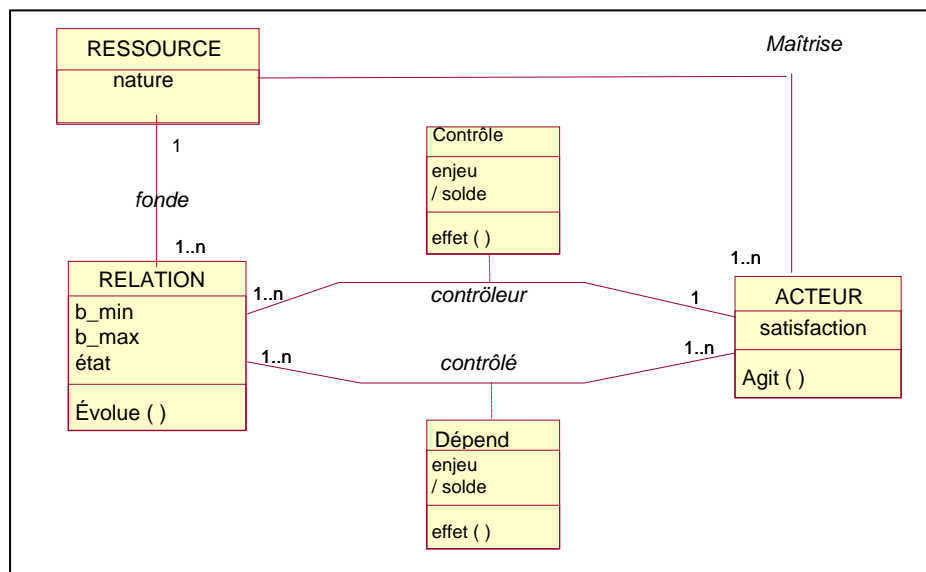 RESSOURCE
nature
Maîtrise
1
fonde
1..n
Contrôle
enjeu
/ solde
effet ( )
1..n
RELATION
b_min
b_max
état
Évolue ( )
1..n
contrôleur
1
ACTEUR
satisfaction
Agit ( )
1..n
contrôlé
1..n
Dépend
enjeu
/ solde
effet ( )